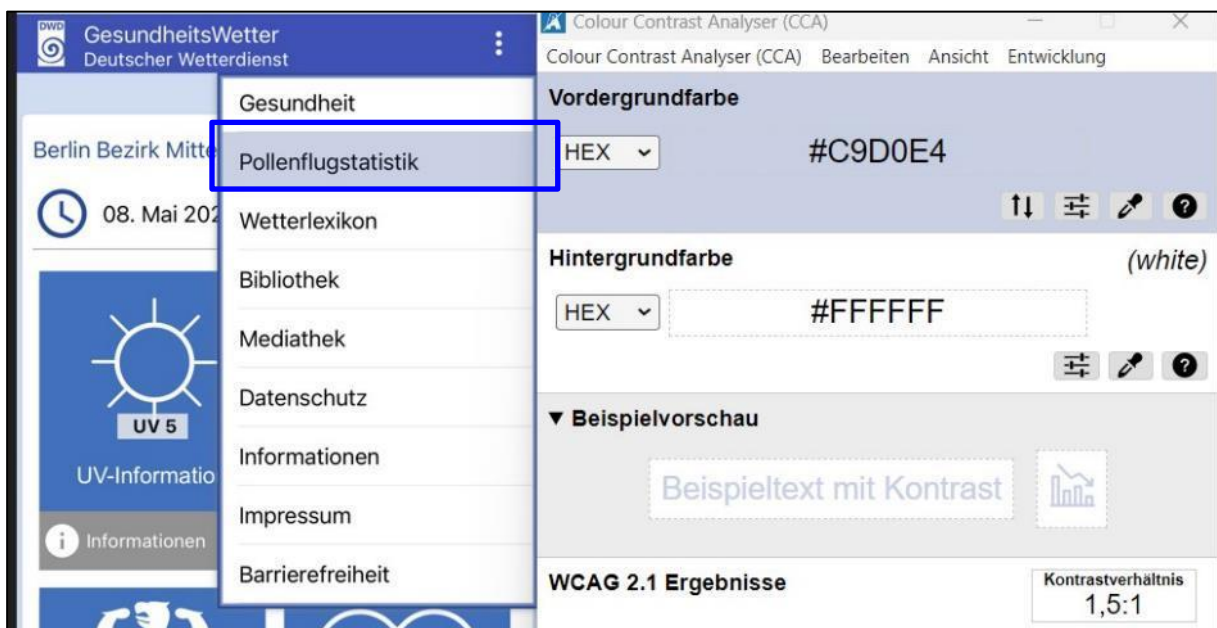 DWD
GesundheitsWetter
Deutscher Wetterdienst
Berlin Bezirk Mitte
08. Mai 202
UV 5
UV-Informatio
Informationen
Gesundheit
Pollenflugstatistik
Wetterlexikon
Bibliothek
Mediathek
Datenschutz
Informationen
Impressum
Barrierefreiheit
Colour Contrast Analyser (CCA)
Colour Contrast Analyser (CCA) Bearbeiten Ansicht Entwicklung
Vordergrundfarbe
HEX #C9D0E4
Hintergrundfarbe (white)
HEX #FFFFFF
▼ Beispielvorschau
Beispieltext mit Kontrast
WCAG 2.1 Ergebnisse
Kontrastverhältnis
1,5:1